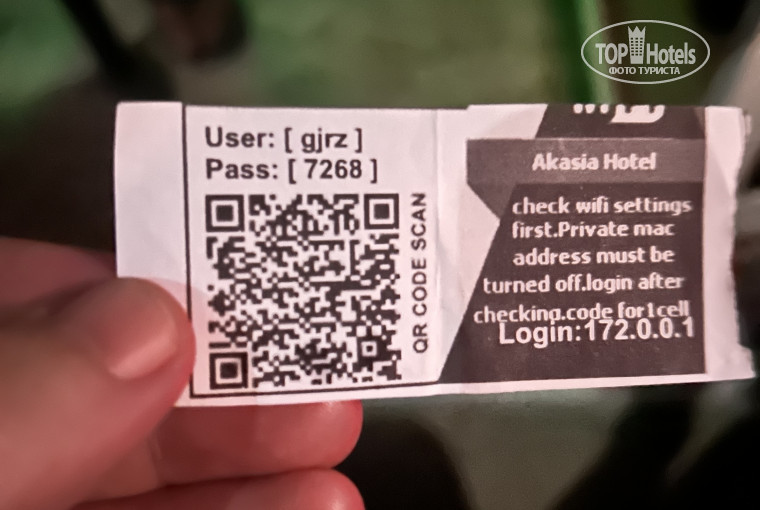 TOP Hotels
ФОТО ТУРИСТА
User: [ gjrz ]
Pass: [ 7268 ]
QR CODE SCAN
Akasia Hotel
check wifi settings
first.Private mac
address must be
turned off.login after
checking.code for1cell
Login:172.0.0.1